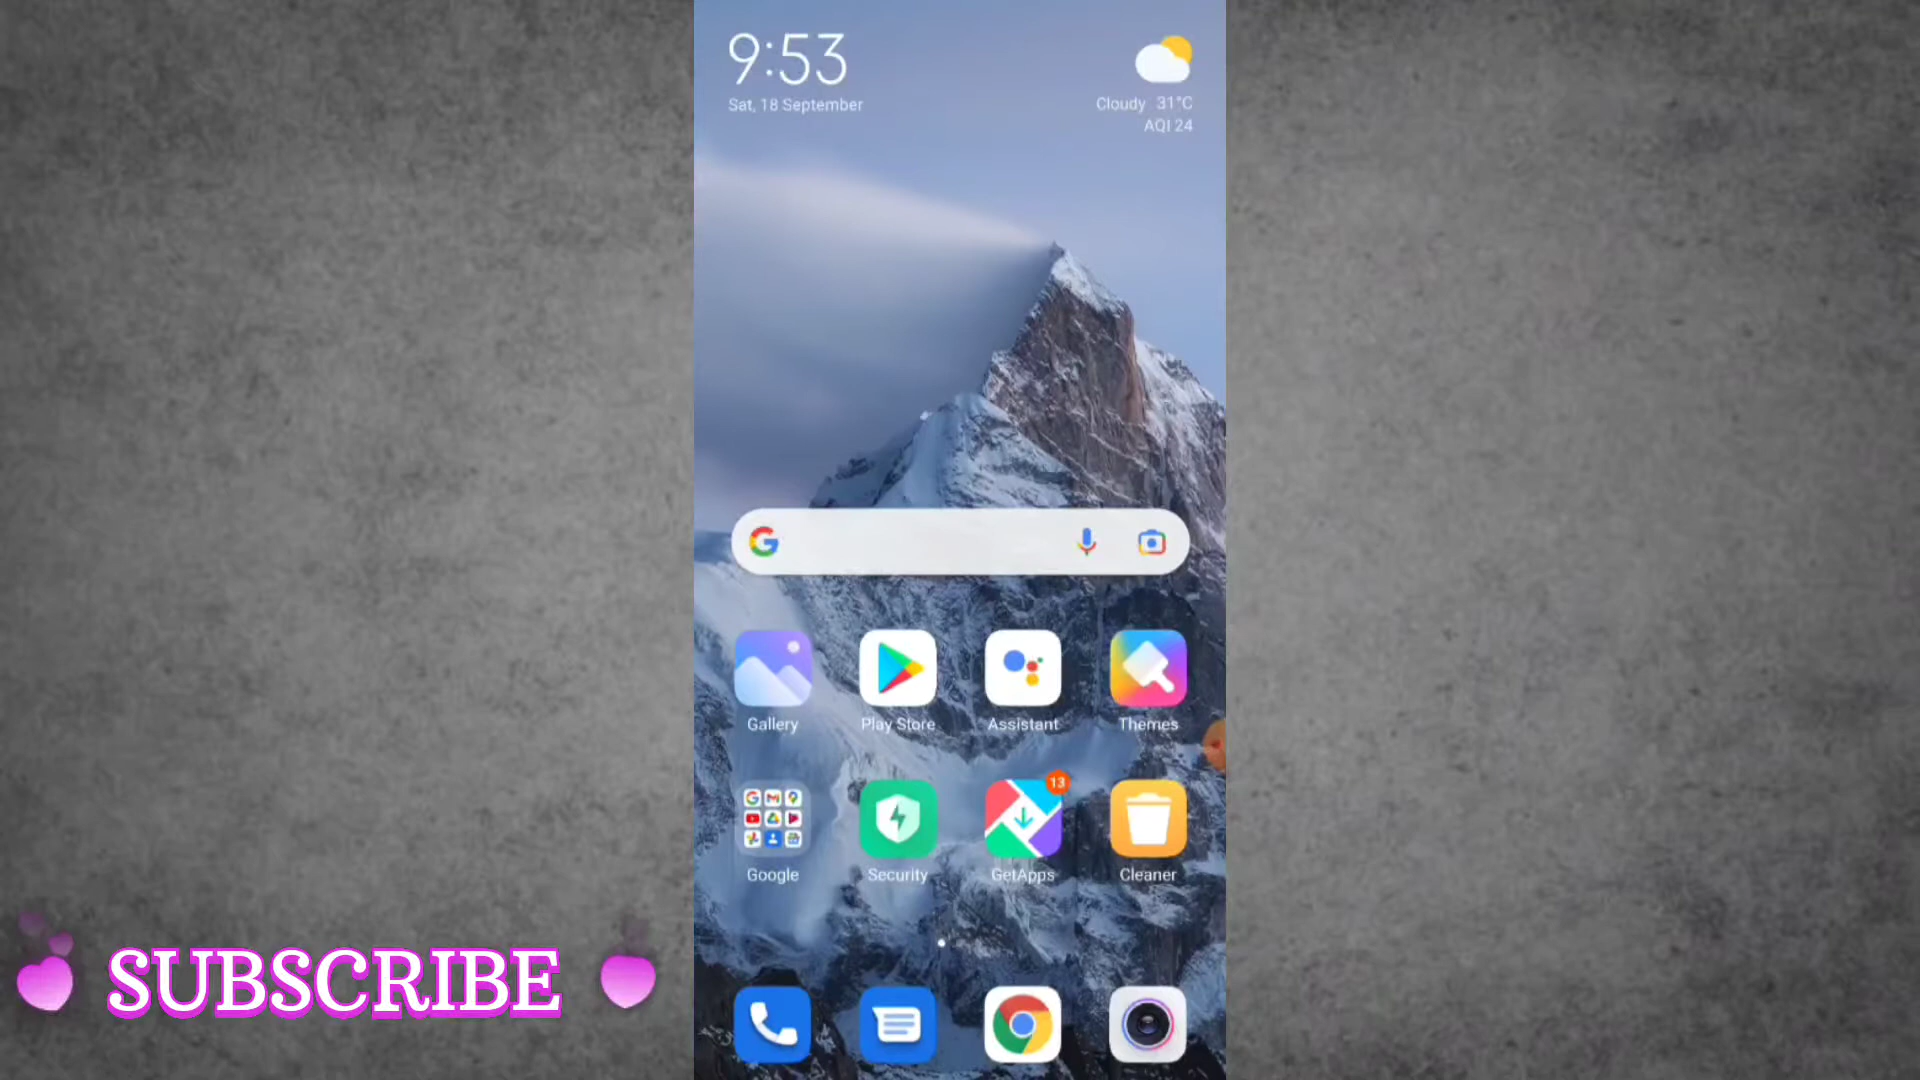 9:53
Sat, 18 September
Cloudy 31°C
AQI 24
Gallery
Play Store
Assistant
Themes
13
Google
Security
GetApps
Cleaner
SUBSCRIBE